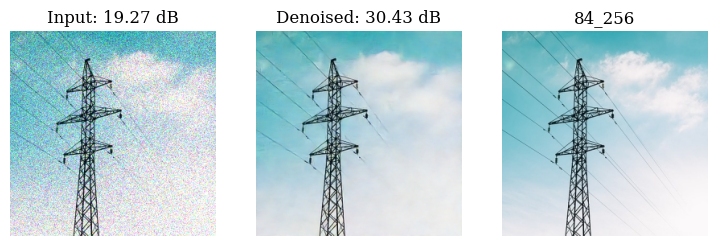 Input: 19.27 dB
Denoised: 30.43 dB
84_256